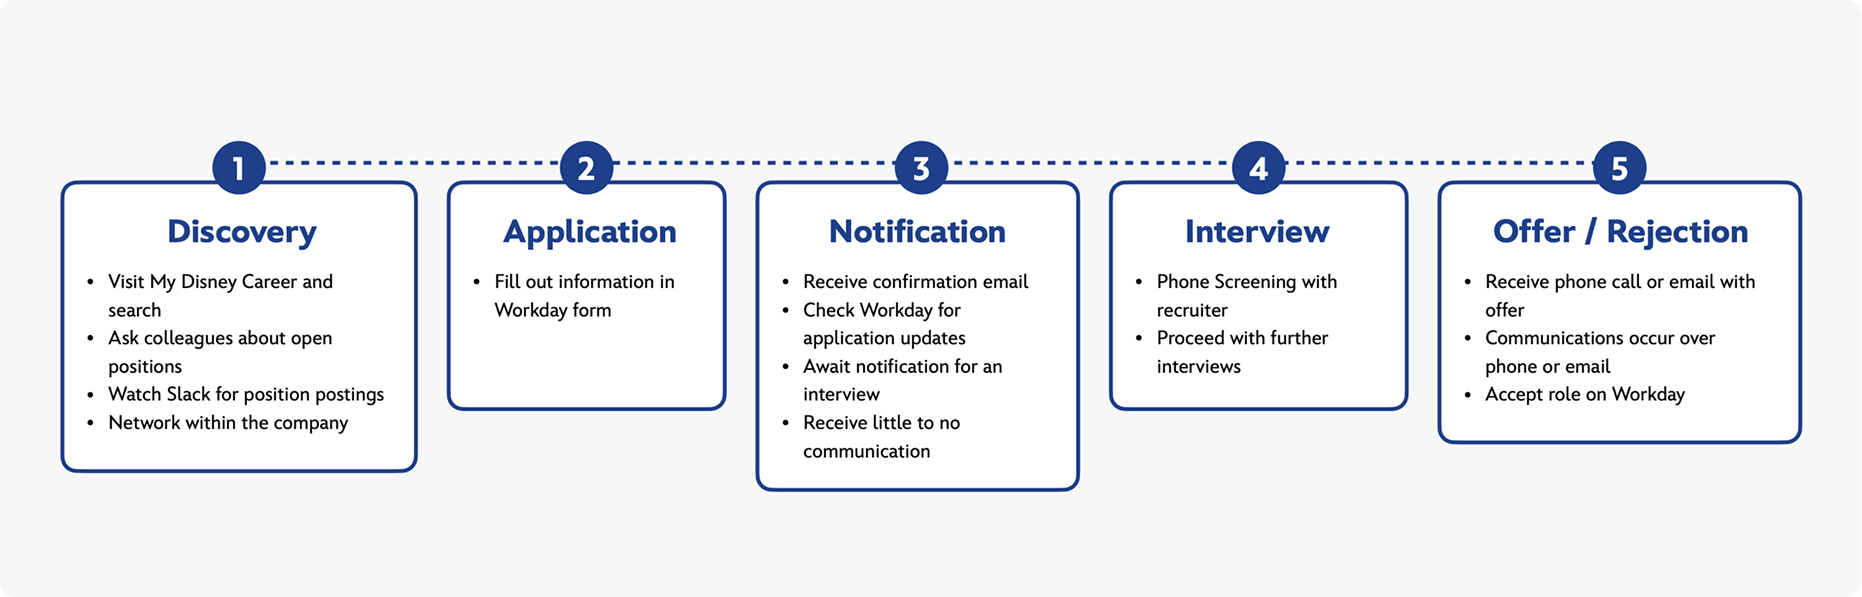 1
Discovery
• Visit My Disney Career and
search
• Ask colleagues about open
positions
• Watch Slack for position postings
• Network within the company
2
Application
• Fill out information in
Workday form
3
Notification
• Receive confirmation email
• Check Workday for
application updates
• Await notification for an
interview
• Receive little to no
communication
4
Interview
• Phone Screening with
recruiter
• Proceed with further
interviews
5
Offer / Rejection
• Receive phone call or email with
offer
• Communications occur over
phone or email
• Accept role on Workday